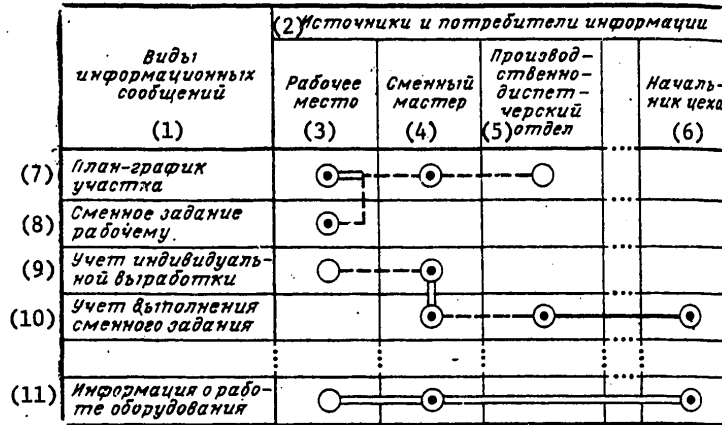 (2) Источники и потребители информации
Виды
информационных
сообщений
(1)
Рабочее
место
(3)
Сменный
мастер
(4)
Производ-
ственно-
диспет-
черский
(5) отдел
Началь-
ник цеха
(6)
(7) План-график
участка
(8) Сменное задание
рабочему.
(9) Учет индивидуаль-
ной выработки
(10) Учет выполнения
сменного задания
(11) Информация о рабо-
те оборудования